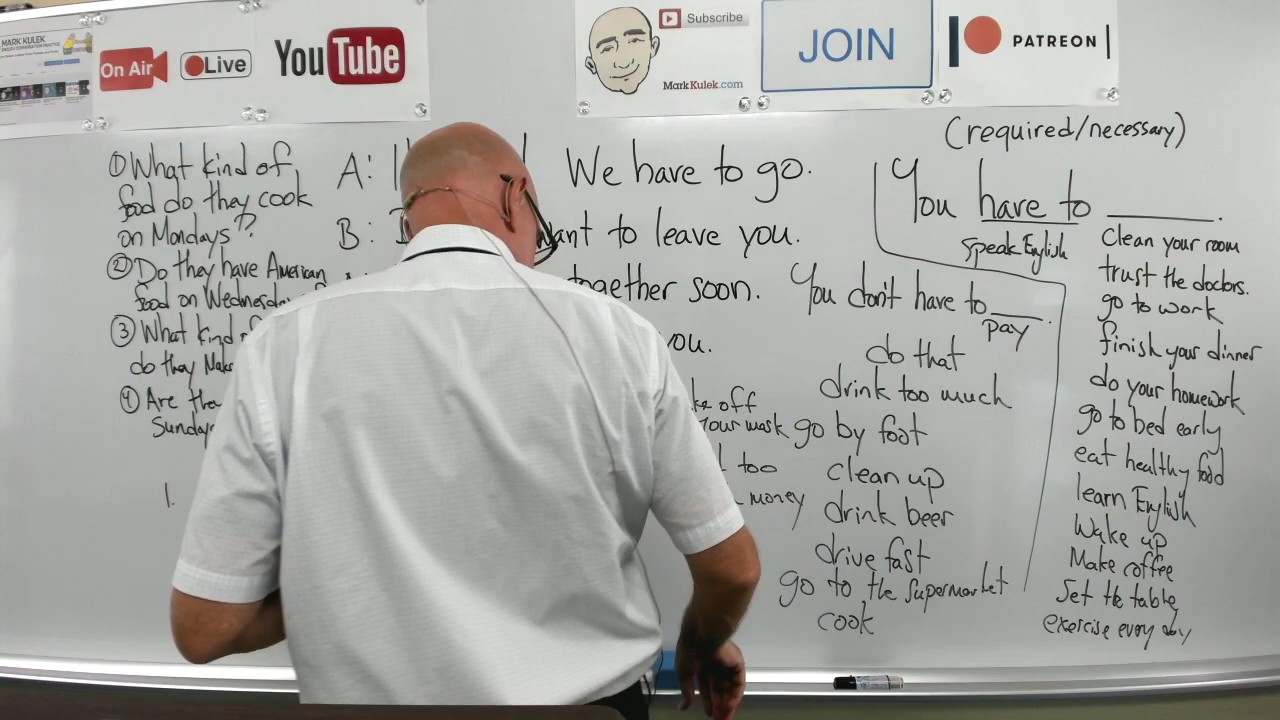 MARK KULEK
On Air
Live
YouTube
Subscribe
MarkKulek.com
JOIN
PATREON
① What kind of
food do they cook
on Mondays?
② Do they have American
food on Wednesday
③ What kind of
do they Make
④ Are they
Sundays
1.
A:
B: I
We have to go.
want to leave you.
together soon.
you.
take off
your mask
too
money
(required/necessary)
You have to ______.
speak English
Clean your room
trust the doctors.
go to work
finish your dinner
do your homework
go to bed early
eat healthy food
learn English
Wake up
Make coffee
Set the table
exercise every day
You don't have to ____.
pay
do that
drink too much
go by foot
clean up
drink beer
drive fast
go to the supermarket
cook